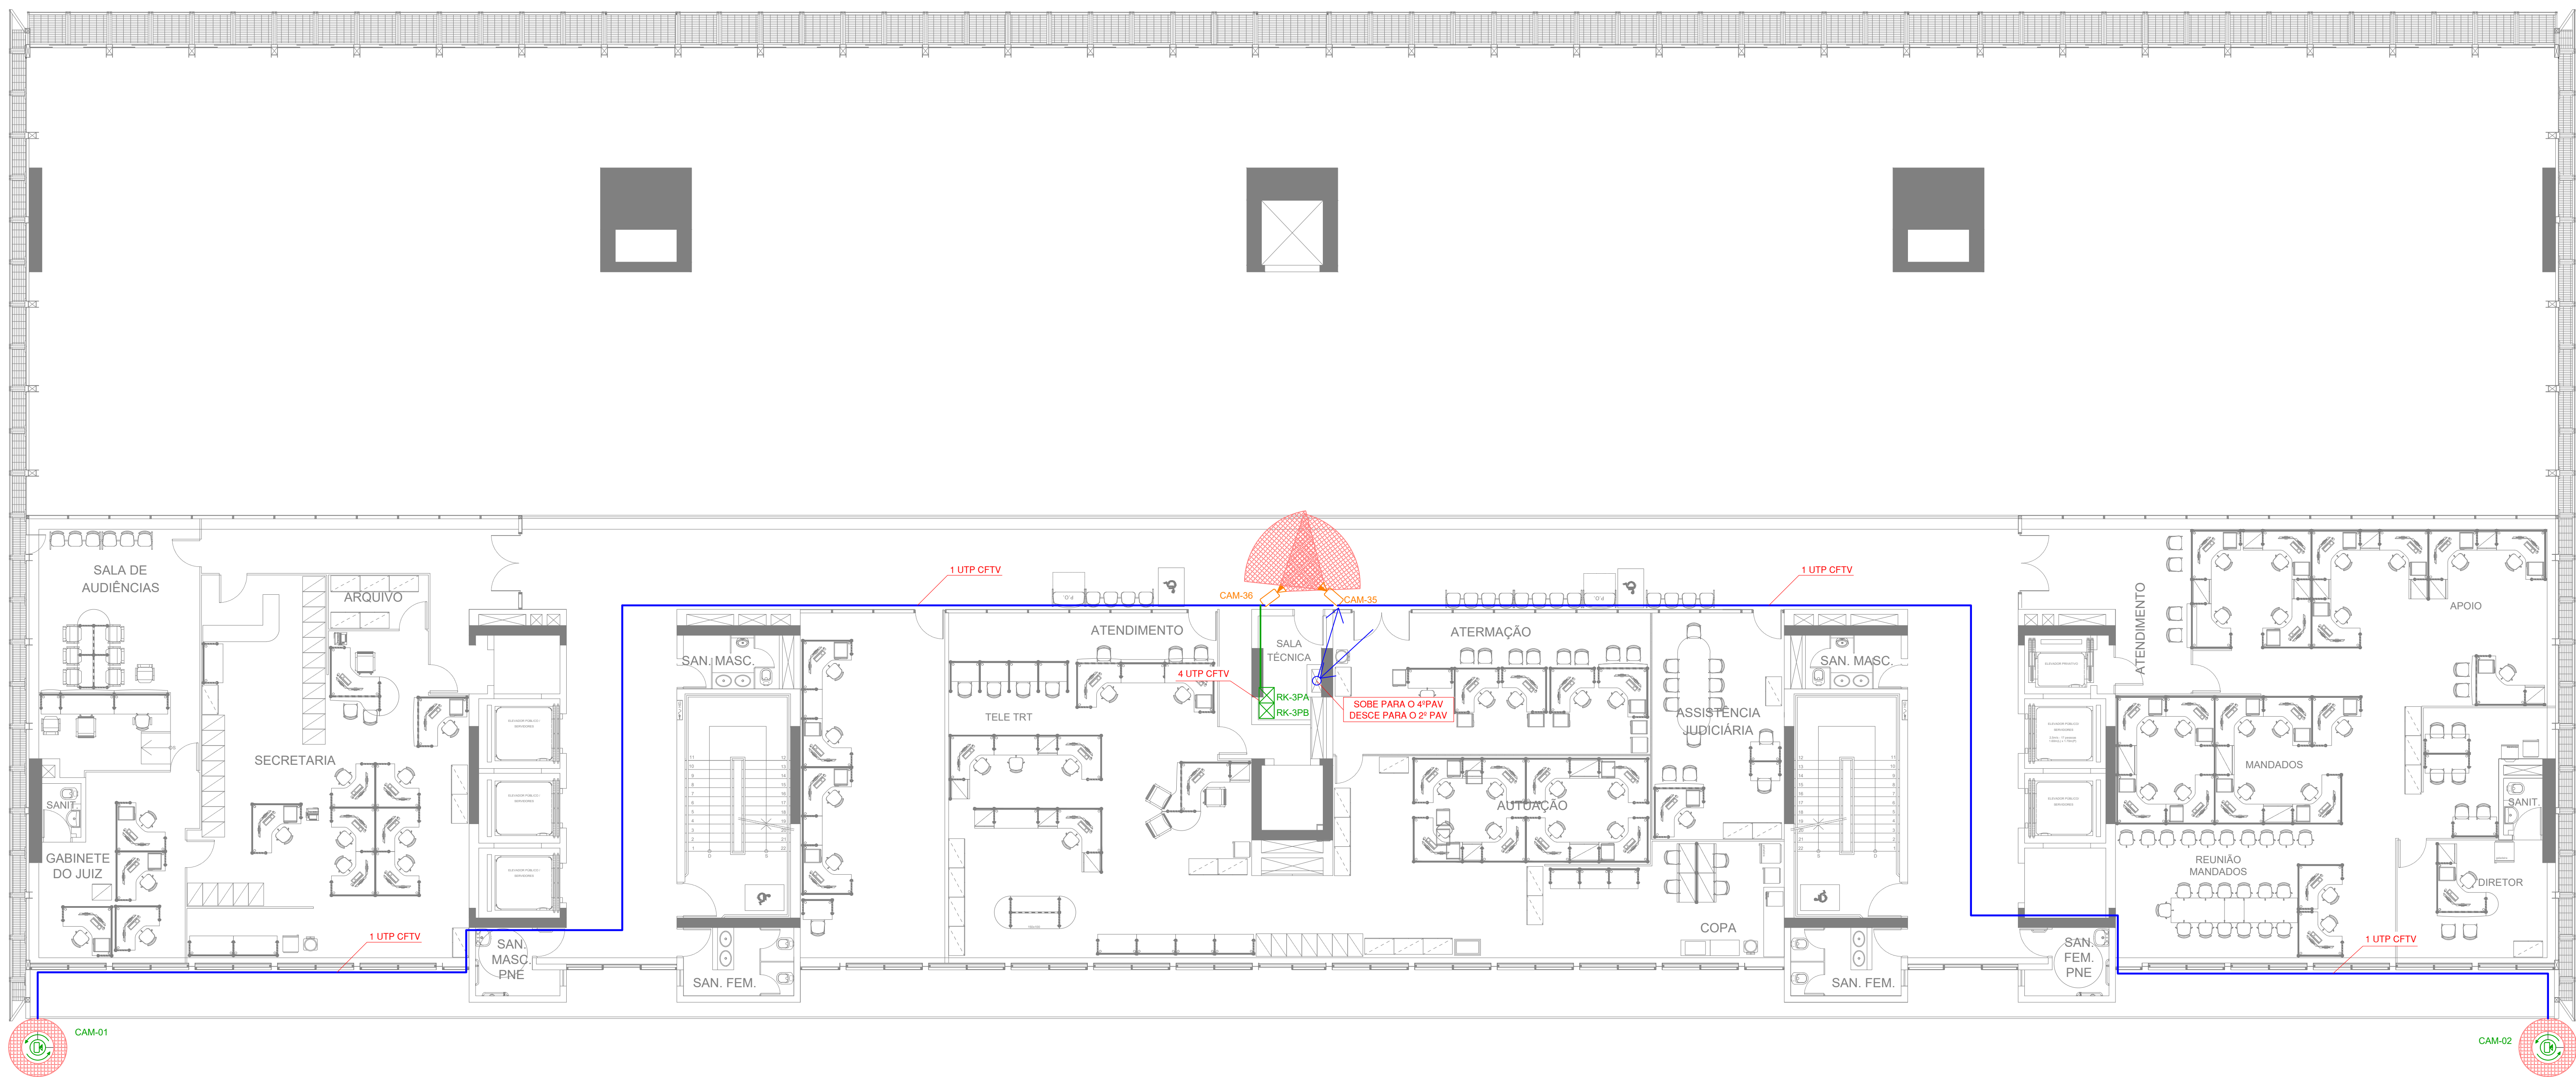 SALA DE
AUDIÊNCIAS
ARQUIVO
SECRETARIA
SANIT.
GABINETE
DO JUIZ
1 UTP CFTV
SAN.
MASC.
PNE
CAM-01
SAN. MASC.
SAN. FEM.
1 UTP CFTV
ATENDIMENTO
TELE TRT
CAM-36
CAM-35
SALA
TÉCNICA
4 UTP CFTV
RK-3PA
RK-3PB
SOBE PARA O 4ºPAV
DESCE PARA O 2º PAV
ATERMAÇÃO
AUTUAÇÃO
ASSISTÊNCIA
JUDICIÁRIA
COPA
1 UTP CFTV
SAN. MASC.
SAN. FEM.
ATENDIMENTO
APOIO
MANDADOS
REUNIÃO
MANDADOS
SANIT.
DIRETOR
1 UTP CFTV
SAN.
FEM.
PNE
CAM-02